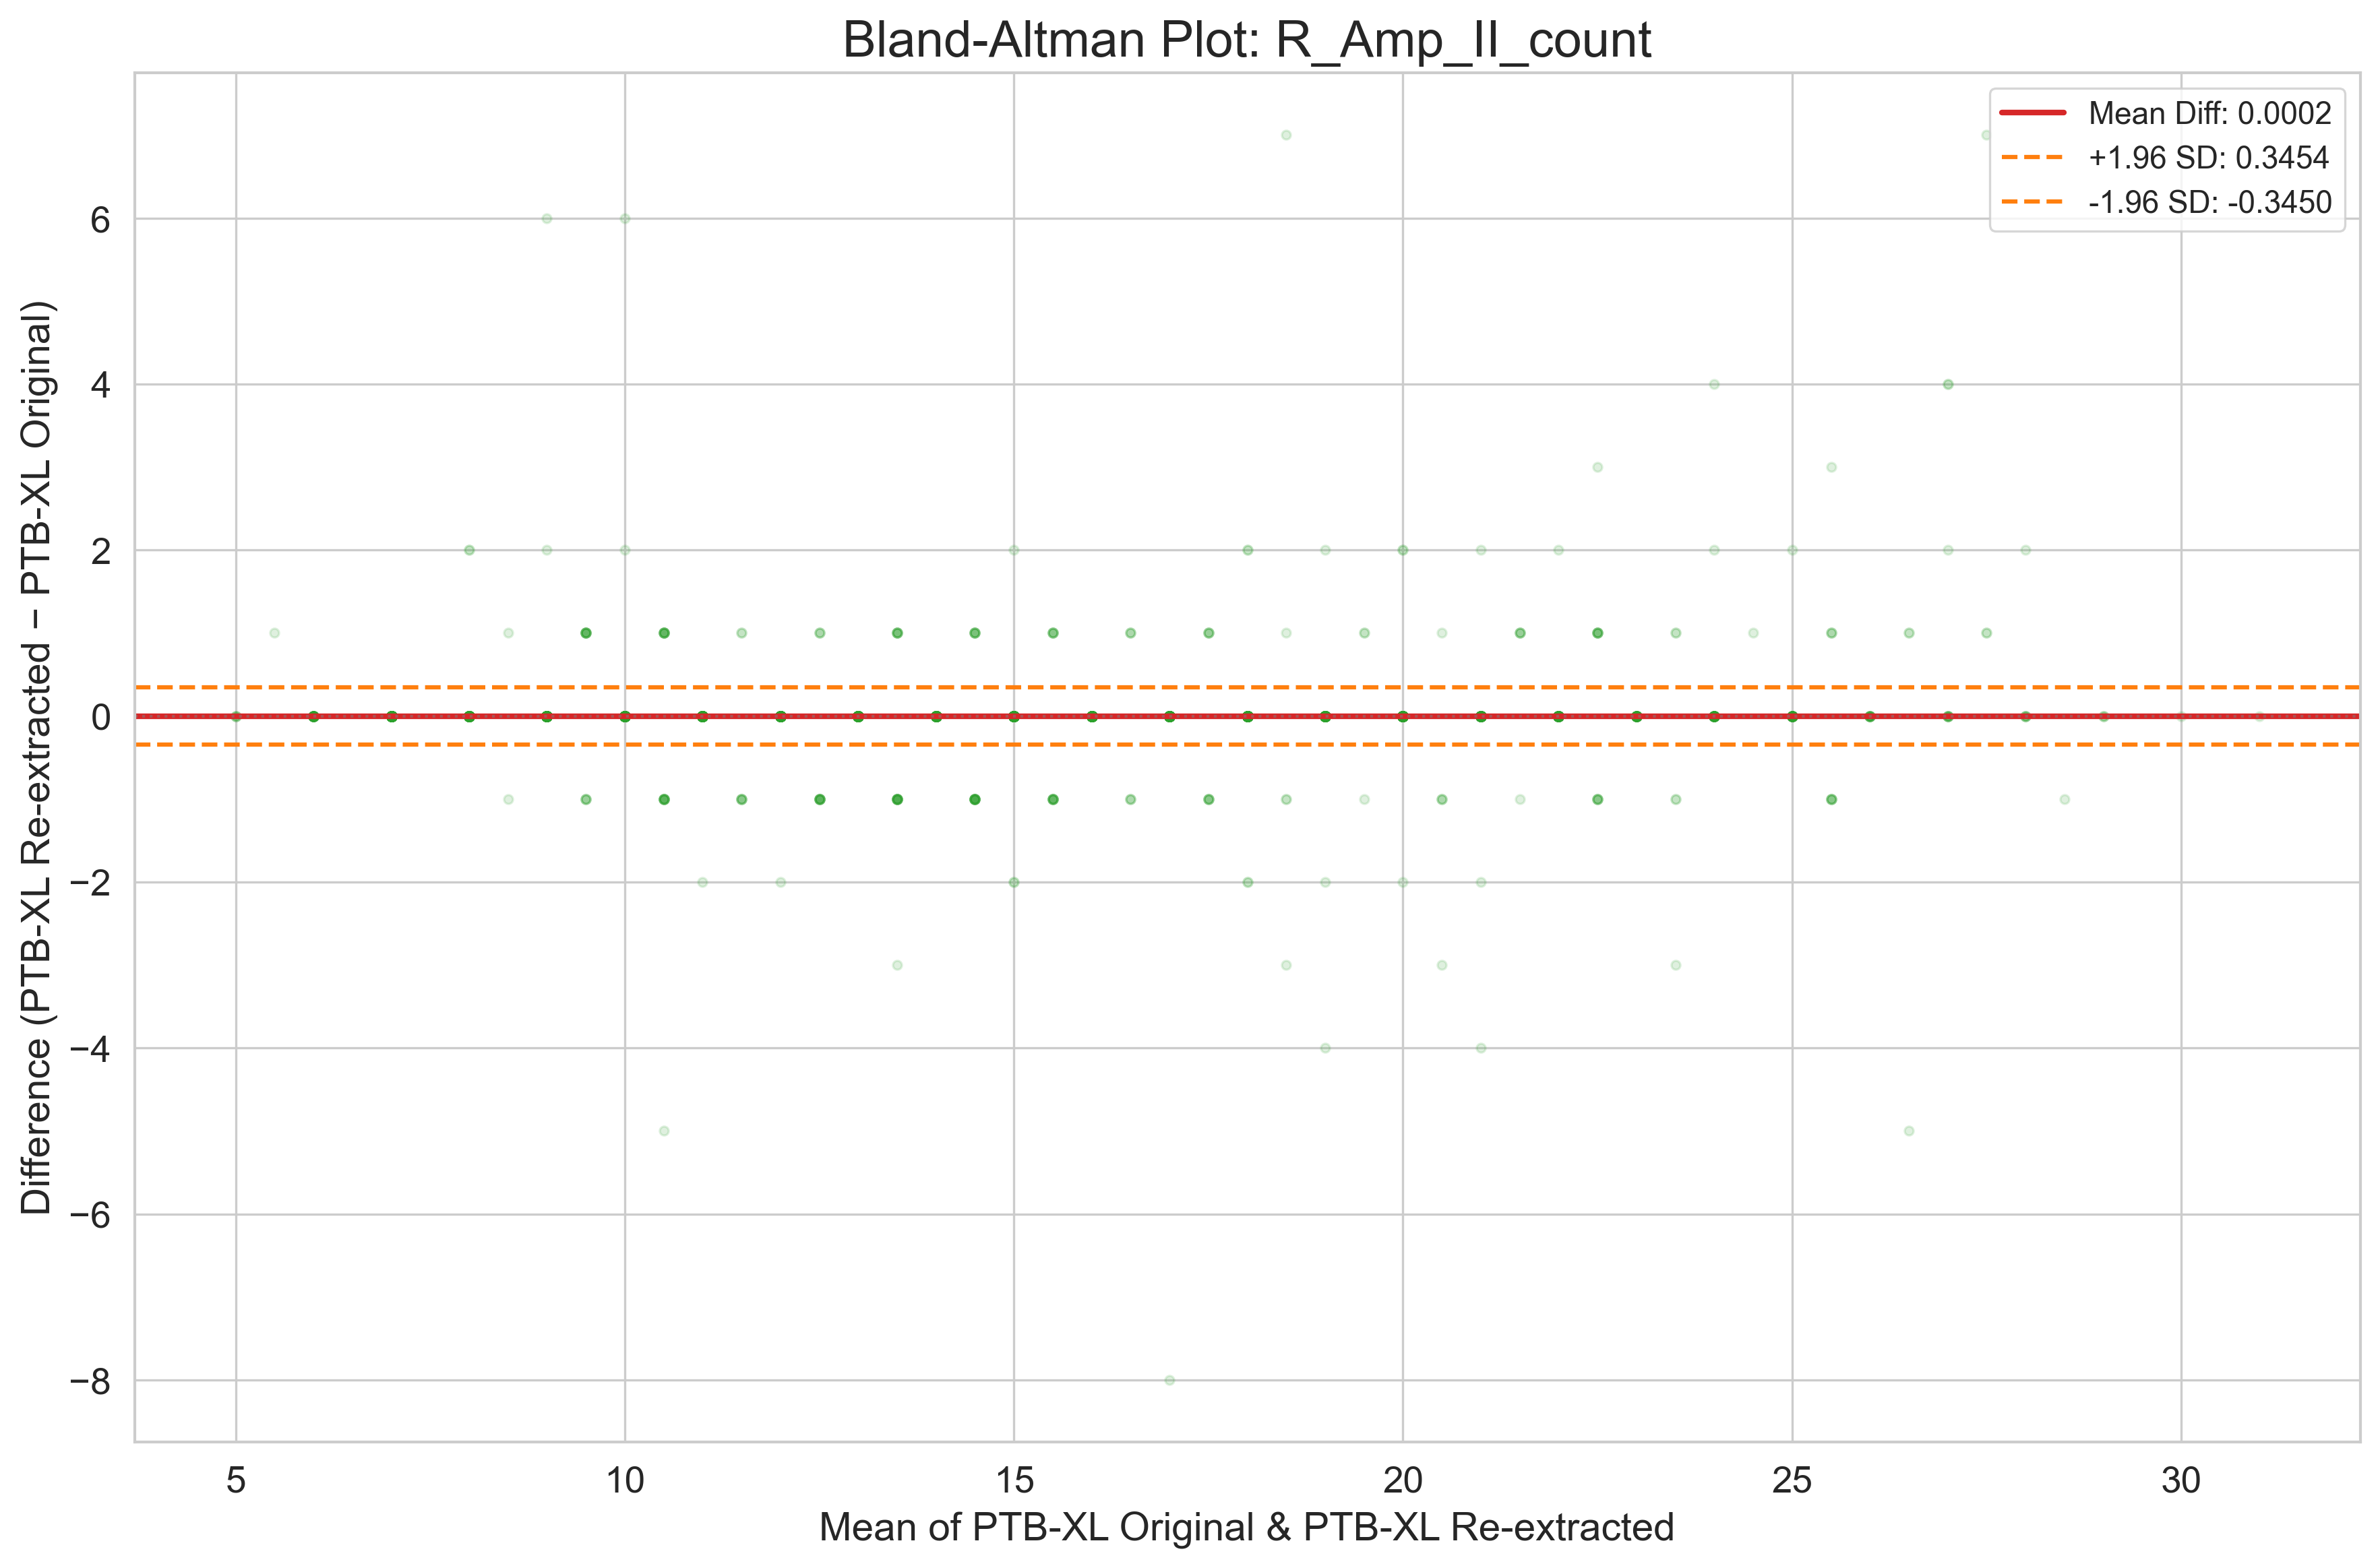 Bland-Altman Plot: R_Amp_II_count
Mean Diff: 0.0002
+1.96 SD: 0.3454
-1.96 SD: -0.3450
Difference (PTB-XL Re-extracted − PTB-XL Original)
6
4
2
0
−2
−4
−6
−8
5
10
15
20
25
30
Mean of PTB-XL Original & PTB-XL Re-extracted